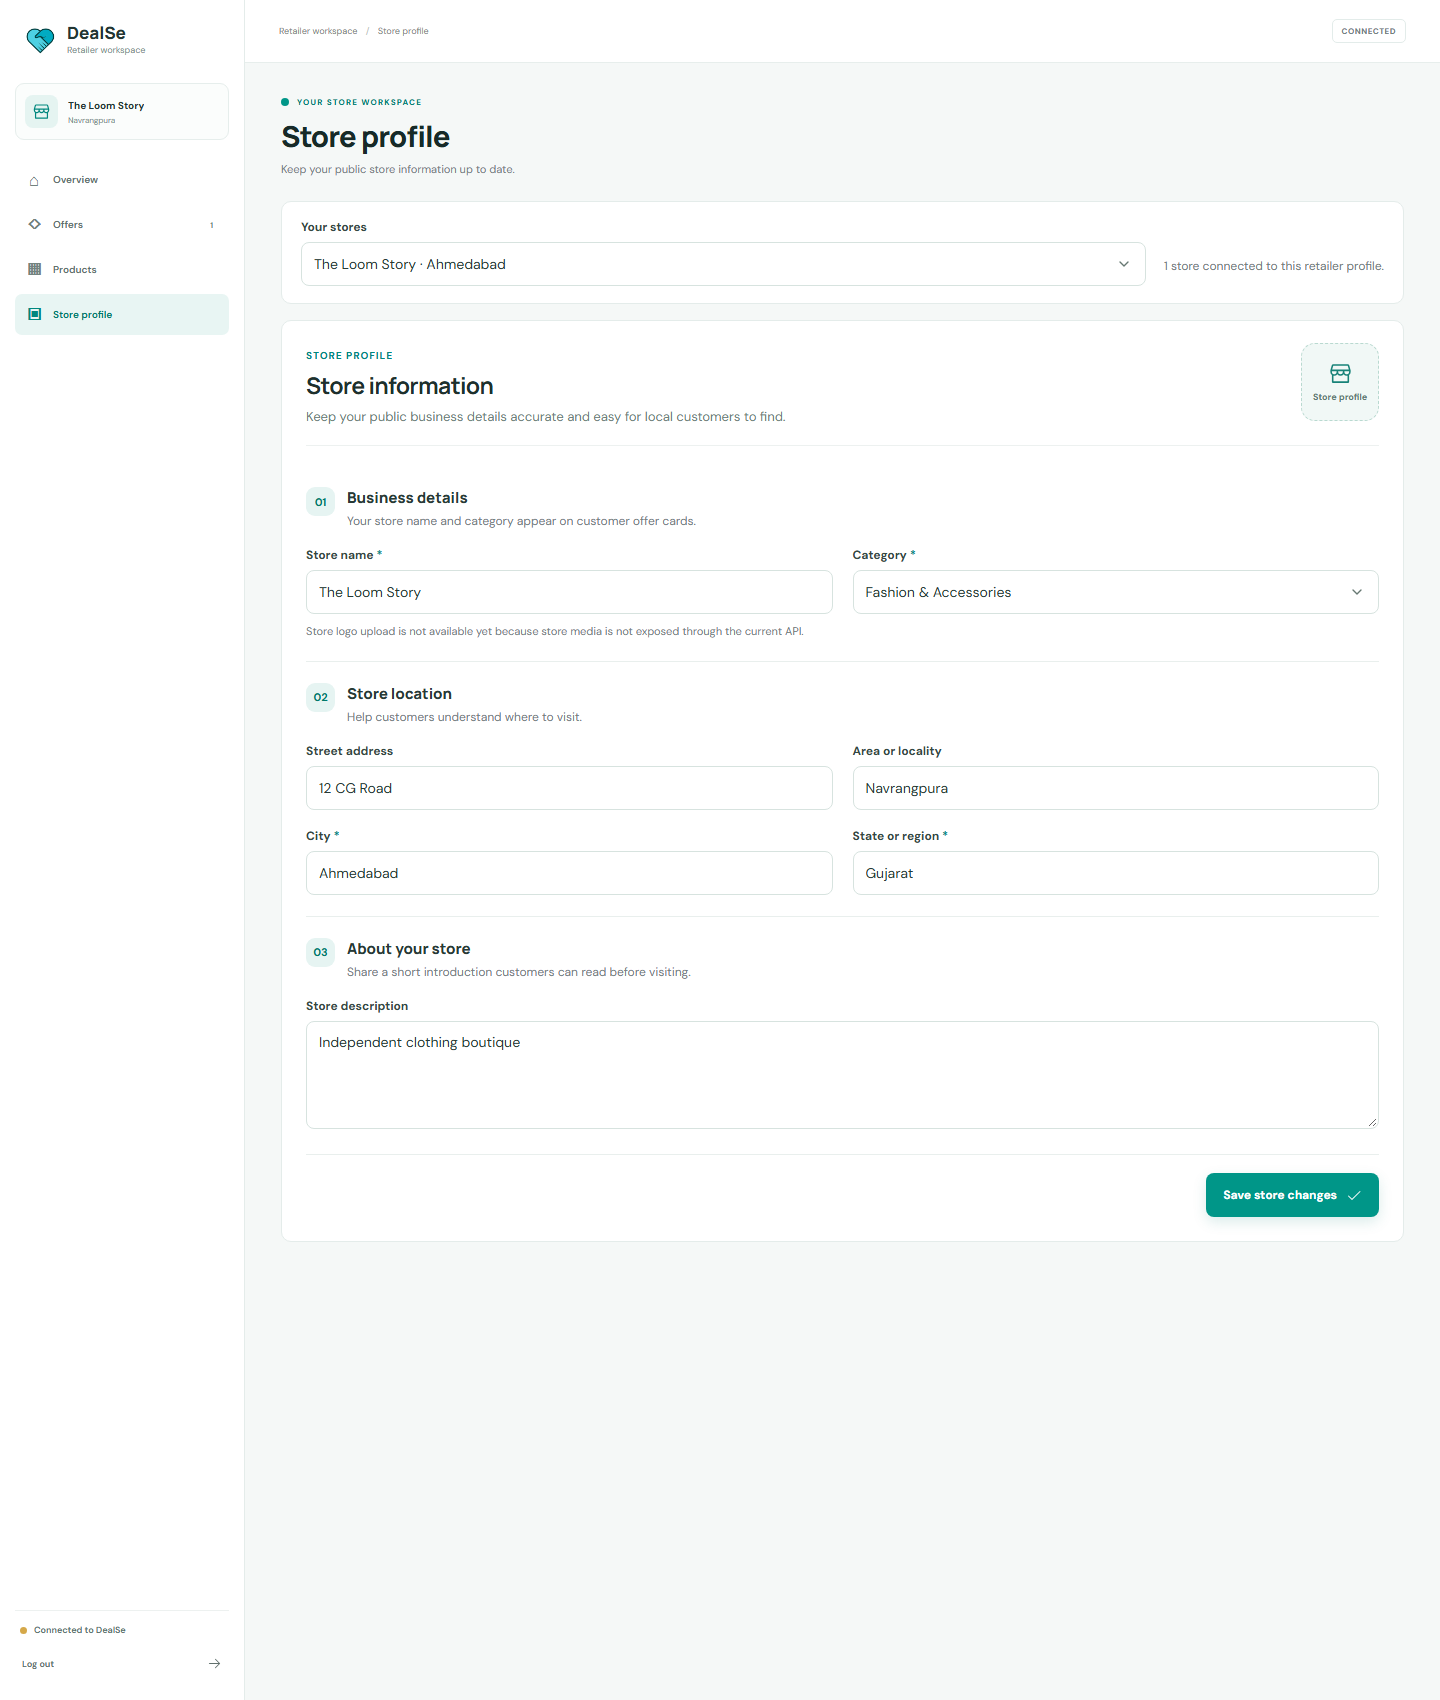 DealSe
Retailer workspace
The Loom Story
Navrangpura
Overview
Offers 1
Products
Store profile
Connected to DealSe
Log out
Retailer workspace / Store profile
CONNECTED
YOUR STORE WORKSPACE
Store profile
Keep your public store information up to date.
Your stores
The Loom Story · Ahmedabad
1 store connected to this retailer profile.
STORE PROFILE
Store information
Keep your public business details accurate and easy for local customers to find.
Store profile
01 Business details
Your store name and category appear on customer offer cards.
Store name * Category *
The Loom Story Fashion & Accessories
Store logo upload is not available yet because store media is not exposed through the current API.
02 Store location
Help customers understand where to visit.
Street address Area or locality
12 CG Road Navrangpura
City * State or region *
Ahmedabad Gujarat
03 About your store
Share a short introduction customers can read before visiting.
Store description
Independent clothing boutique
Save store changes